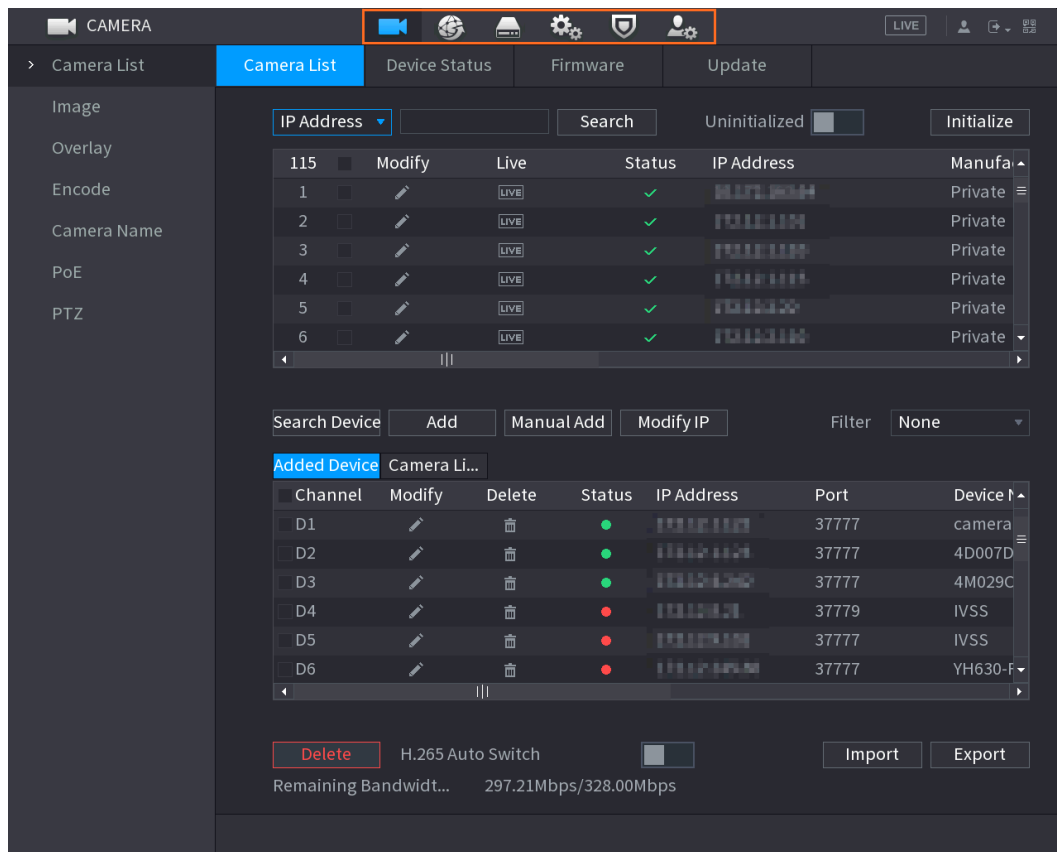 CAMERA LIVE
Camera List
Image
Overlay
Encode
Camera Name
PoE
PTZ
Camera List Device Status Firmware Update
IP Address Search Uninitialized Initialize
115 Modify Live Status IP Address Manufa
1 LIVE Private
2 LIVE Private
3 LIVE Private
4 LIVE Private
5 LIVE Private
6 LIVE Private
Search Device Add Manual Add Modify IP Filter None
Added Device Camera Li...
Channel Modify Delete Status IP Address Port Device N
D1 37777 camera
D2 37777 4D007D
D3 37777 4M029C
D4 37779 IVSS
D5 37777 IVSS
D6 37777 YH630-F
Delete H.265 Auto Switch Import Export
Remaining Bandwidt... 297.21Mbps/328.00Mbps